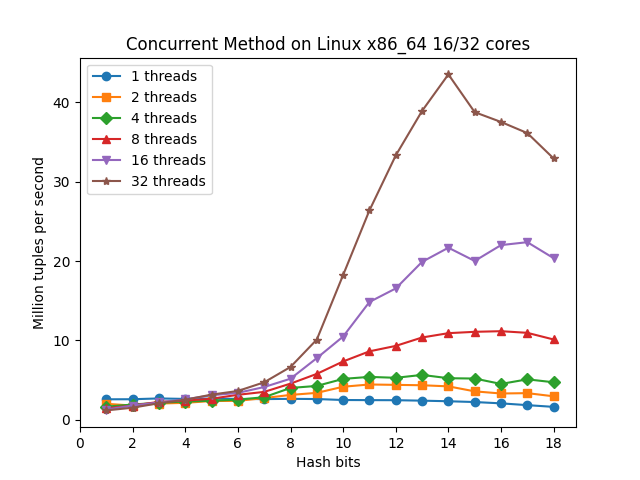 Concurrent Method on Linux x86_64 16/32 cores
1 threads
2 threads
4 threads
8 threads
16 threads
32 threads
Million tuples per second
40
30
20
10
0
0 2 4 6 8 10 12 14 16 18
Hash bits